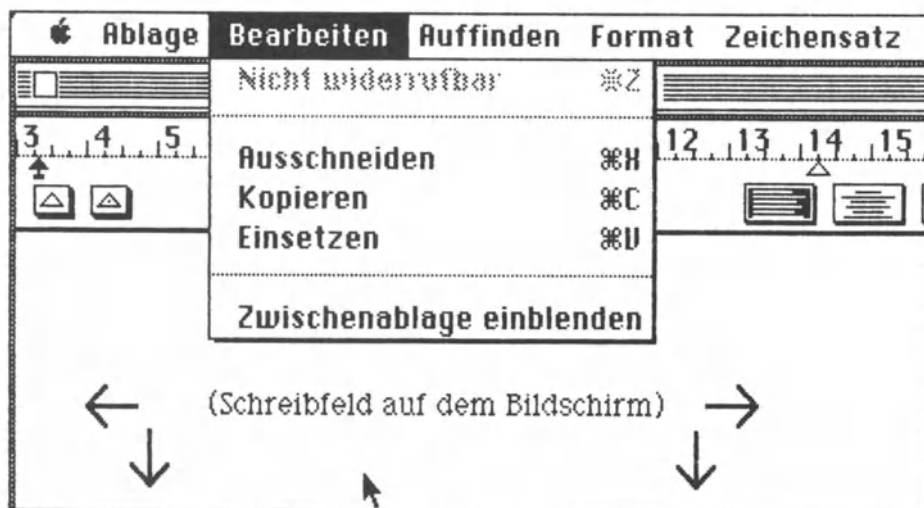 Ablage Bearbeiten Auffinden Format Zeichensatz
Nicht widerrufbar ⌘Z
3 4 5 12 13 14 15
Ausschneiden ⌘X
Kopieren ⌘C
Einsetzen ⌘V
Zwischenablage einblenden
(Schreibfeld auf dem Bildschirm)